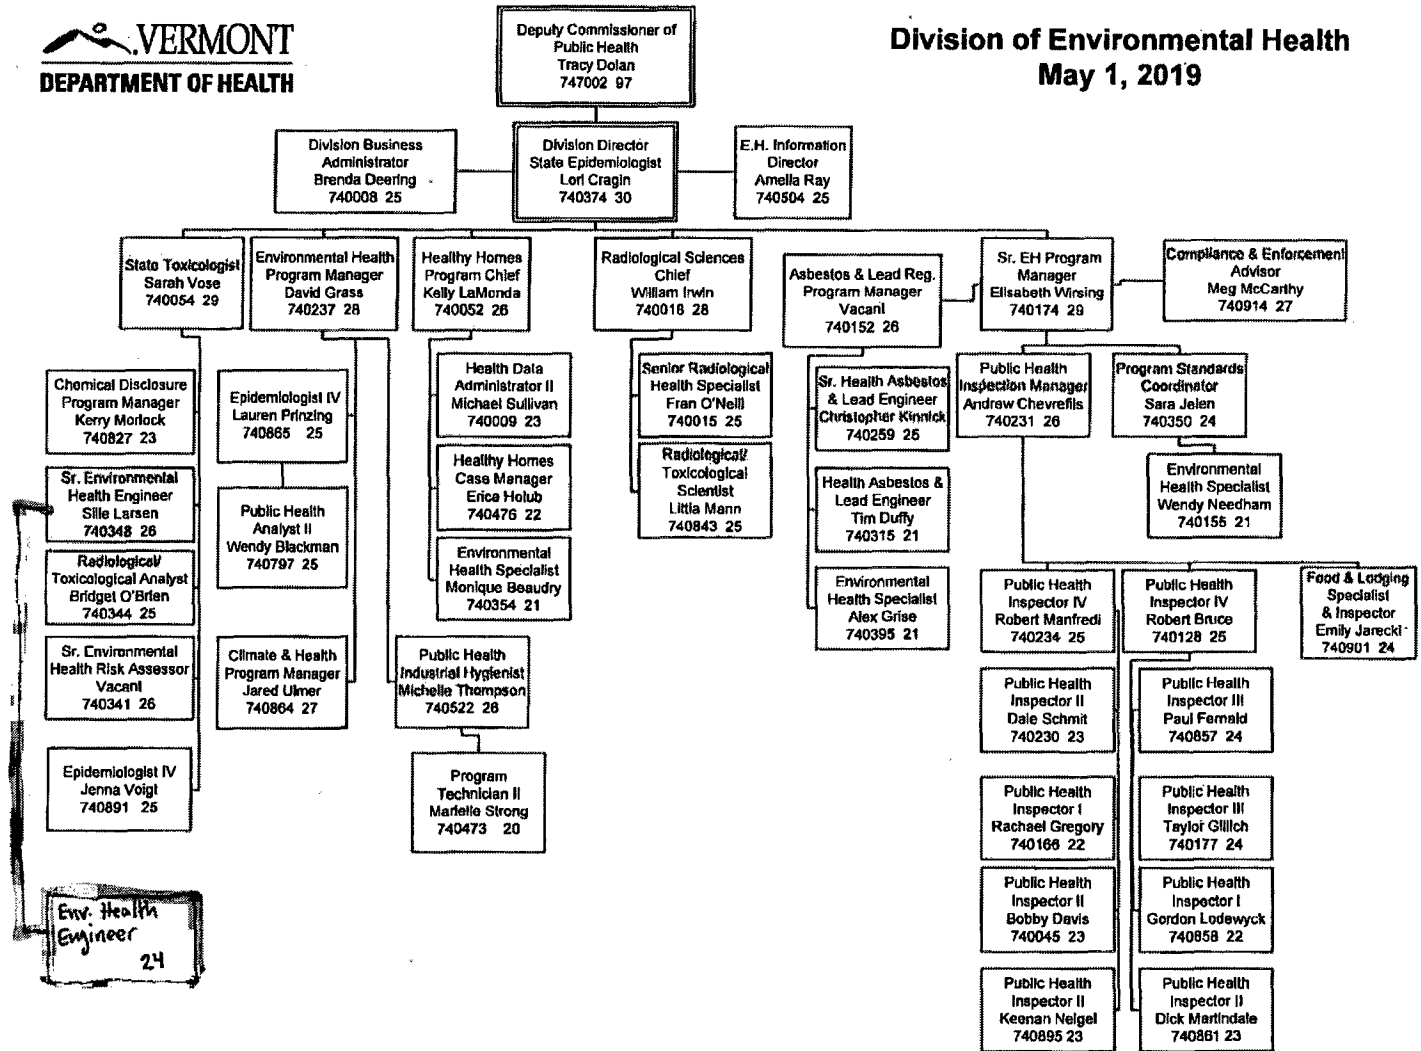 VERMONT
DEPARTMENT OF HEALTH
Division of Environmental Health
May 1, 2019
Deputy Commissioner of
Public Health
Tracy Dolan
747002 97
Division Business
Administrator
Brenda Deering
740008 25
Division Director
State Epidemiologist
Lori Cragin
740374 30
E.H. Information
Director
Amelia Ray
740504 25
State Toxicologist
Sarah Vose
740054 29
Environmental Health
Program Manager
David Grass
740237 28
Healthy Homes
Program Chief
Kelly LaMonda
740052 26
Radiological Sciences
Chief
William Irwin
740016 28
Asbestos & Lead Reg.
Program Manager
Vacant
740152 26
Sr. EH Program
Manager
Elisabeth Wirsing
740174 29
Compliance & Enforcement
Advisor
Meg McCarthy
740914 27
Chemical Disclosure
Program Manager
Kerry Morlock
740827 23
Sr. Environmental
Health Engineer
Sille Larsen
740348 26
Radiological/
Toxicological Analyst
Bridget O'Brien
740344 25
Sr. Environmental
Health Risk Assessor
Vacant
740341 26
Epidemiologist IV
Jenna Voigt
740891 25
Env. Health
Engineer
24
Epidemiologist IV
Lauren Prinzing
740865 25
Public Health
Analyst II
Wendy Blackman
740797 25
Climate & Health
Program Manager
Jared Ulmer
740864 27
Public Health
Industrial Hygienist
Michelle Thompson
740522 26
Program
Technician II
Marielle Strong
740473 20
Health Data
Administrator II
Michael Sullivan
740009 23
Healthy Homes
Case Manager
Erica Holub
740476 22
Environmental
Health Specialist
Monique Beaudry
740354 21
Senior Radiological
Health Specialist
Fran O'Neill
740015 25
Radiological/
Toxicological
Scientist
Littia Mann
740843 25
Sr. Health Asbestos
& Lead Engineer
Christopher Kinnick
740259 25
Health Asbestos &
Lead Engineer
Tim Duffy
740315 21
Environmental
Health Specialist
Alex Grise
740395 21
Public Health
Inspection Manager
Andrew Chevrefils
740231 26
Program Standards
Coordinator
Sara Jelen
740350 24
Environmental
Health Specialist
Wendy Needham
740155 21
Public Health
Inspector IV
Robert Manfredi
740234 25
Public Health
Inspector IV
Robert Bruce
740128 25
Food & Lodging
Specialist
& Inspector
Emily Jarecki
740901 24
Public Health
Inspector II
Dale Schmit
740230 23
Public Health
Inspector III
Paul Fernald
740857 24
Public Health
Inspector I
Rachael Gregory
740166 22
Public Health
Inspector III
Taylor Gillich
740177 24
Public Health
Inspector II
Bobby Davis
740045 23
Public Health
Inspector I
Gordon Lodewyck
740858 22
Public Health
Inspector II
Keenan Neigel
740895 23
Public Health
Inspector II
Dick Martindale
740861 23